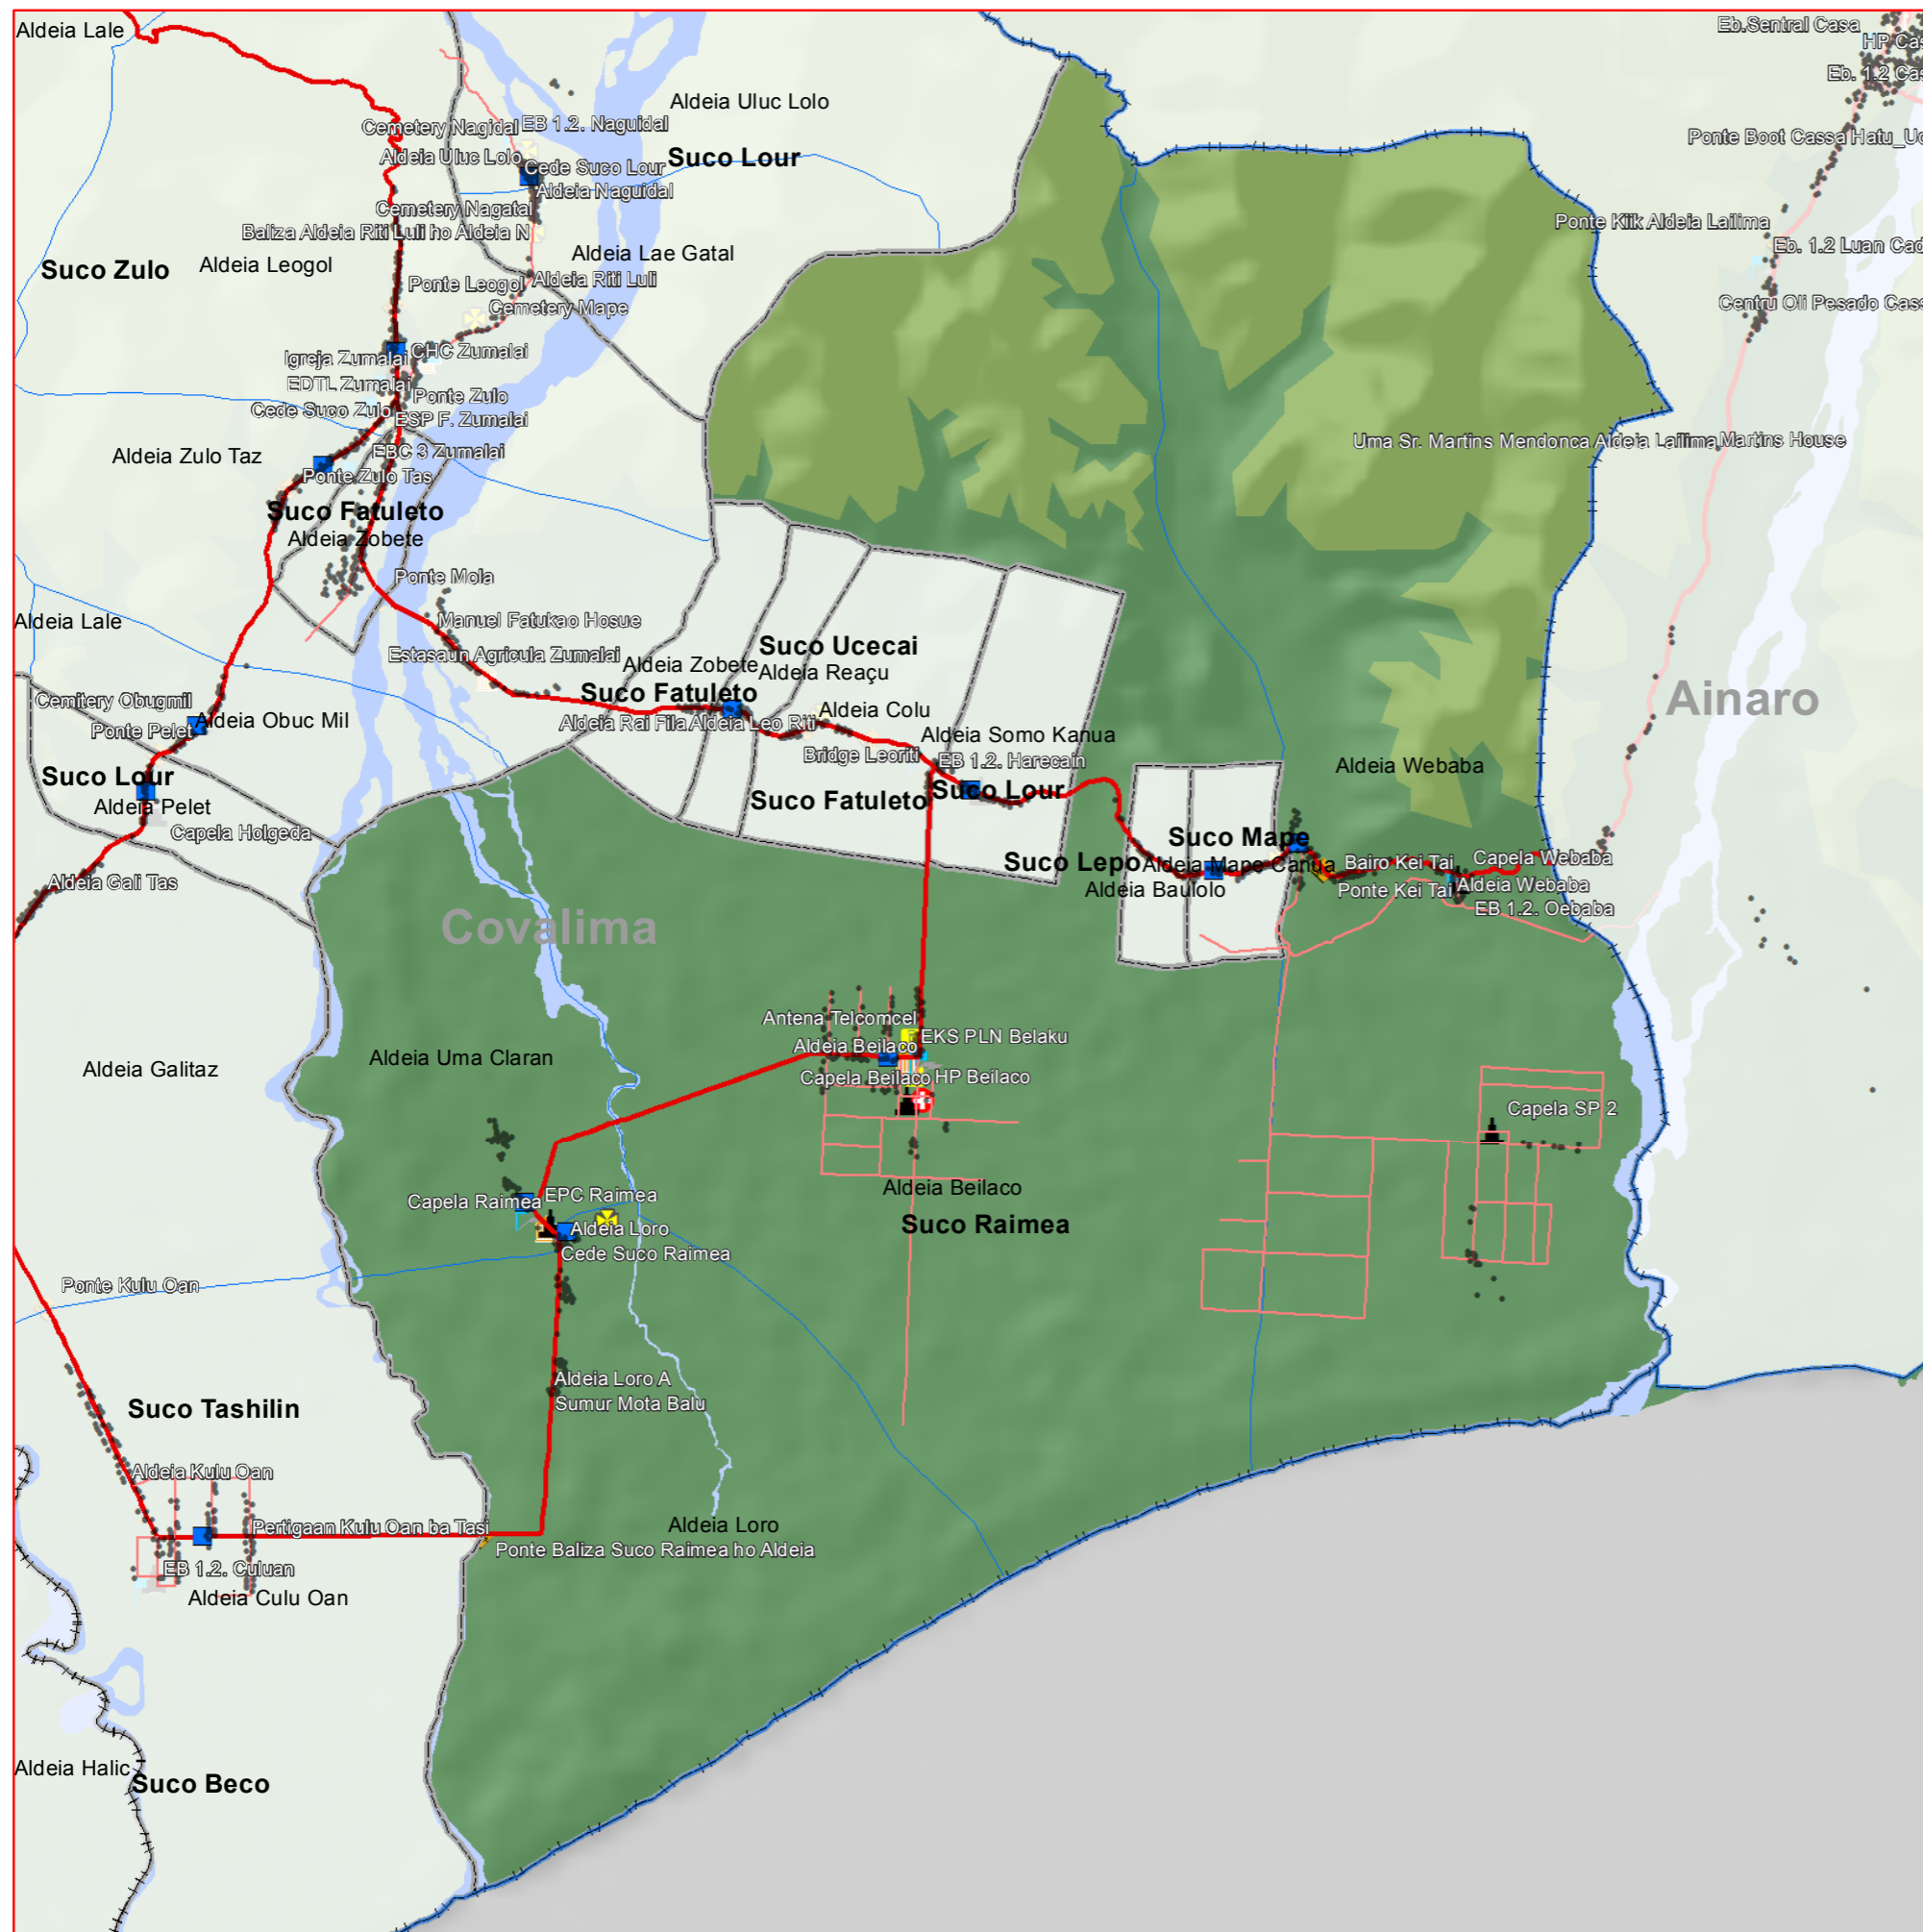 Aldeia Lale
Eb.Sentral Casa
HP Cas
Eb. 1.2 Cas
Aldeia Uluc Lolo
Cemetery Nagidal
EB 1.2. Naguidal
Ponte Boot Cassa Hatu_Ud
Aldeia Uluc Lolo
Suco Lour
Cede Suco Lour
Aldeia Naguidal
Cemetery Nagatal
Ponte Kiik Aldeia Lailima
Baliza Aldeia Riti Luli ho Aldeia N
Eb. 1.2 Luan Cad
Aldeia Lae Gatal
Suco Zulo
Aldeia Leogol
Ponte Leogol
Aldeia Riti Luli
Cemetery Mape
Centru Oli Pesado Cass
Igreja Zumalai
CHC Zumalai
EDTL Zumalai
Ponte Zulo
Cede Suco Zulo
ESP F. Zumalai
Uma Sr. Martins Mendonca Aldeia Lailima
Martins House
EBC 3 Zumalai
Aldeia Zulo Taz
Ponte Zulo Tas
Suco Fatuleto
Aldeia Zobete
Ponte Mola
Aldeia Lale
Manuel Fatukao Hosue
Suco Ucecai
Estasaun Agricula Zumalai
Aldeia Zobete
Aldeia Reaçu
Suco Fatuleto
Ainaro
Cemitery Obugmil
Aldeia Obuc Mil
Aldeia Rai Fila
Aldeia Leo Riti
Aldeia Colu
Ponte Pelet
Aldeia Somo Kanua
Bridge Leoriti
EB 1.2. Harecain
Aldeia Webaba
Suco Lour
Suco Fatuleto
Suco Lour
Aldeia Pelet
Capela Holgeda
Suco Mape
Suco Lepo
Aldeia Mape Canua
Bairo Kei Tai
Capela Webaba
Aldeia Gali Tas
Aldeia Baulolo
Ponte Kei Tai
Aldeia Webaba
EB 1.2. Oebaba
Covalima
Antena Telcomcel
EKS PLN Belaku
Aldeia Beilaco
Aldeia Uma Claran
Aldeia Galitaz
Capela Beilaco
HP Beilaco
Capela SP 2
Aldeia Beilaco
Capela Raimea
EPC Raimea
Suco Raimea
Aldeia Loro
Cede Suco Raimea
Ponte Kulu Oan
Aldeia Loro A
Sumur Mota Balu
Suco Tashilin
Aldeia Kulu Oan
Pertigaan Kulu Oan ba Tasi
Aldeia Loro
Ponte Baliza Suco Raimea ho Aldeia
EB 1.2. Culuan
Aldeia Culu Oan
Aldeia Halic
Suco Beco